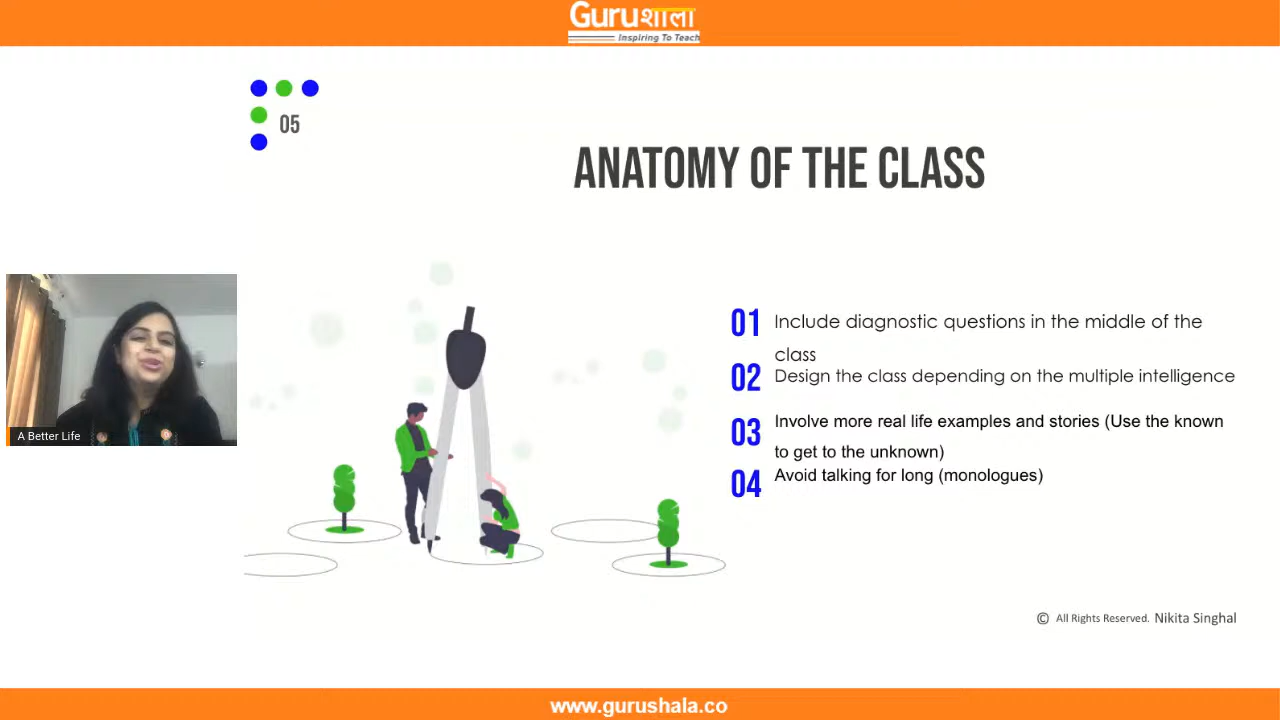 Guruशाला
Inspiring To Teach
05
ANATOMY OF THE CLASS
01 Include diagnostic questions in the middle of the
class
02 Design the class depending on the multiple intelligence
03 Involve more real life examples and stories (Use the known
to get to the unknown)
04 Avoid talking for long (monologues)
A Better Life
© All Rights Reserved. Nikita Singhal
www.gurushala.co